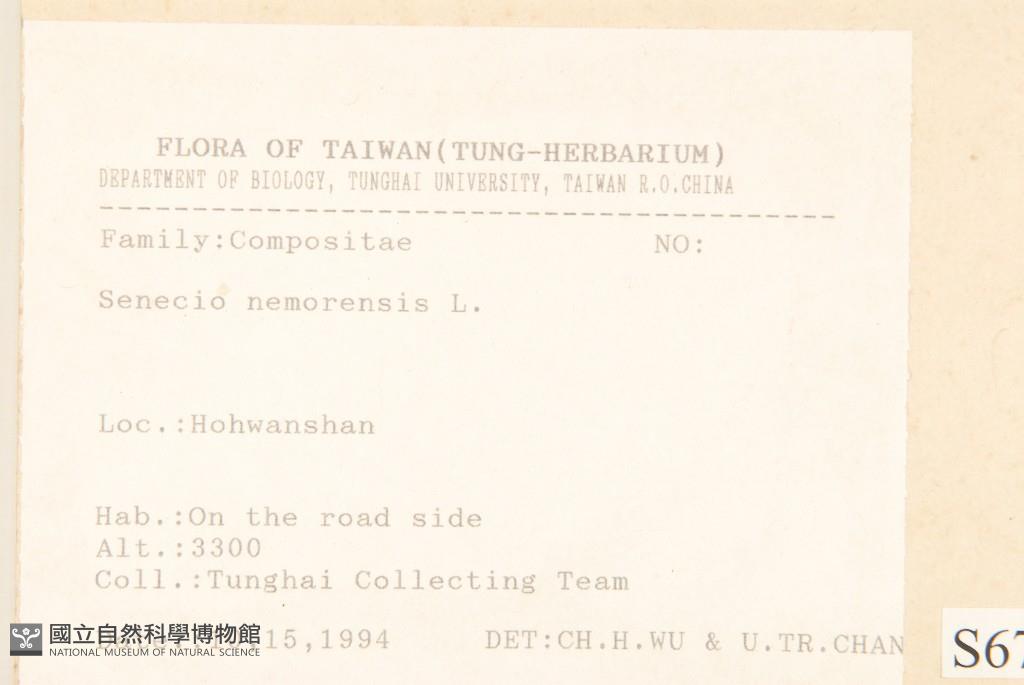 FLORA OF TAIWAN(TUNG-HERBARIUM)
DEPARTMENT OF BIOLOGY, TUNGHAI UNIVERSITY, TAIWAN R.O.CHINA
Family:Compositae NO:
Senecio nemorensis L.
Loc.:Hohwanshan
Hab.:On the road side
Alt.:3300
Coll.:Tunghai Collecting Team
15,1994 DET:CH.H.WU & U.TR.CHAN
國立自然科學博物館
NATIONAL MUSEUM OF NATURAL SCIENCE
S67